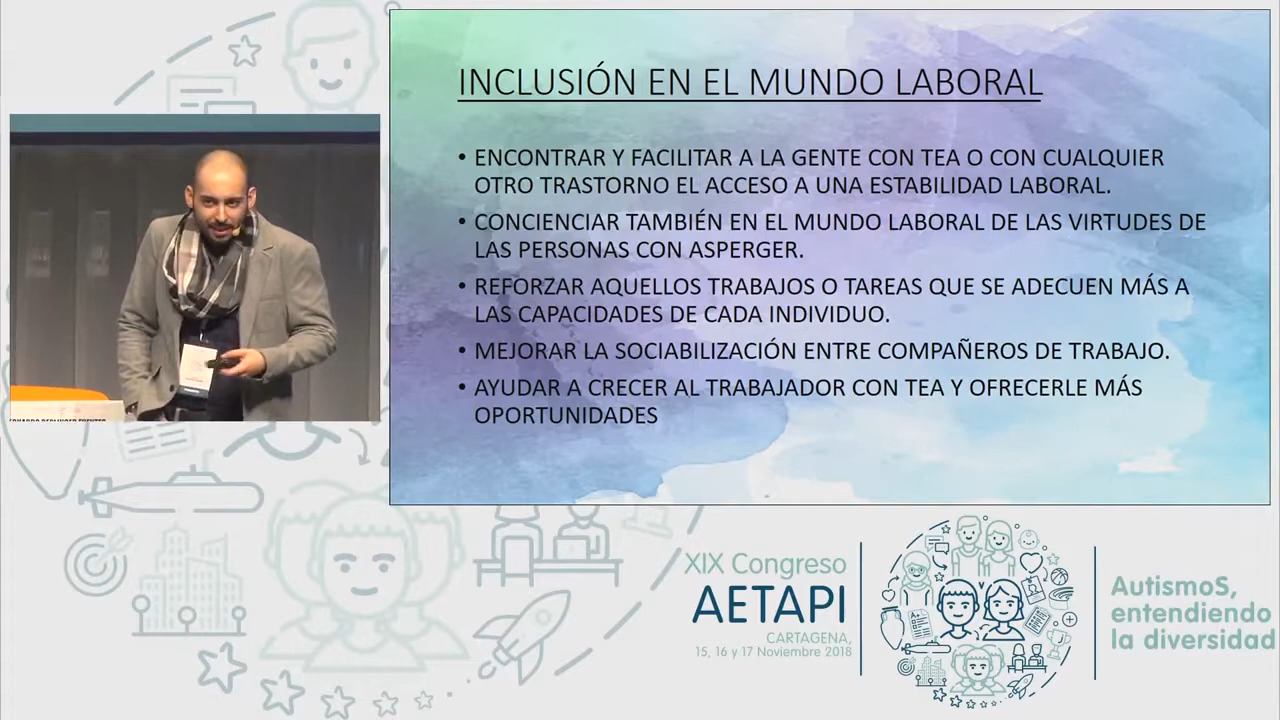 INCLUSIÓN EN EL MUNDO LABORAL
• ENCONTRAR Y FACILITAR A LA GENTE CON TEA O CON CUALQUIER
OTRO TRASTORNO EL ACCESO A UNA ESTABILIDAD LABORAL.
• CONCIENCIAR TAMBIÉN EN EL MUNDO LABORAL DE LAS VIRTUDES DE
LAS PERSONAS CON ASPERGER.
• REFORZAR AQUELLOS TRABAJOS O TAREAS QUE SE ADECUEN MÁS A
LAS CAPACIDADES DE CADA INDIVIDUO.
• MEJORAR LA SOCIABILIZACIÓN ENTRE COMPAÑEROS DE TRABAJO.
• AYUDAR A CRECER AL TRABAJADOR CON TEA Y OFRECERLE MÁS
OPORTUNIDADES
XIX Congreso
AETAPI
CARTAGENA,
15, 16 y 17 Noviembre 2018
AutismoS,
entendiendo
la diversidad